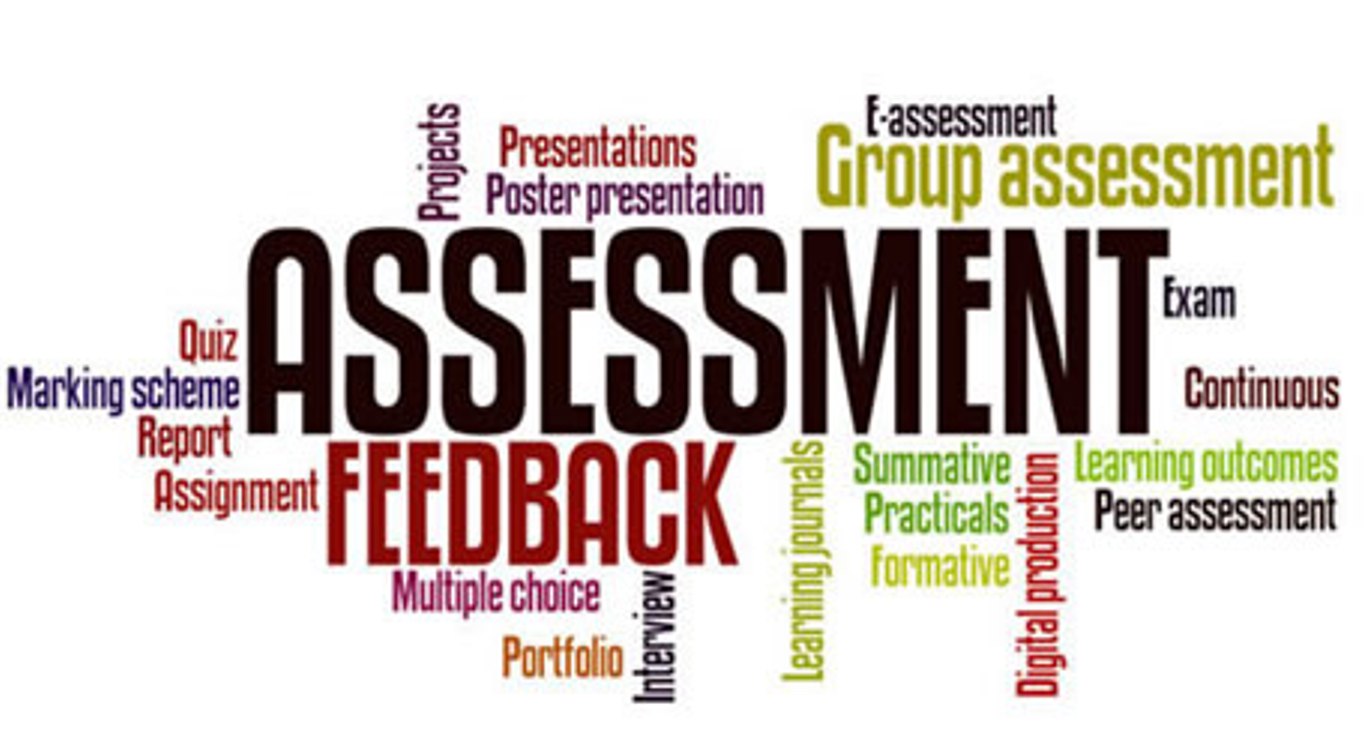 Projects
Presentations
Poster presentation
E-assessment
Group assessment
ASSESSMENT
Exam
Quiz
Marking scheme
Report
Assignment
Continuous
FEEDBACK
Learning journals
Summative
Practicals
Formative
Digital production
Learning outcomes
Peer assessment
Multiple choice
Portfolio
Interview